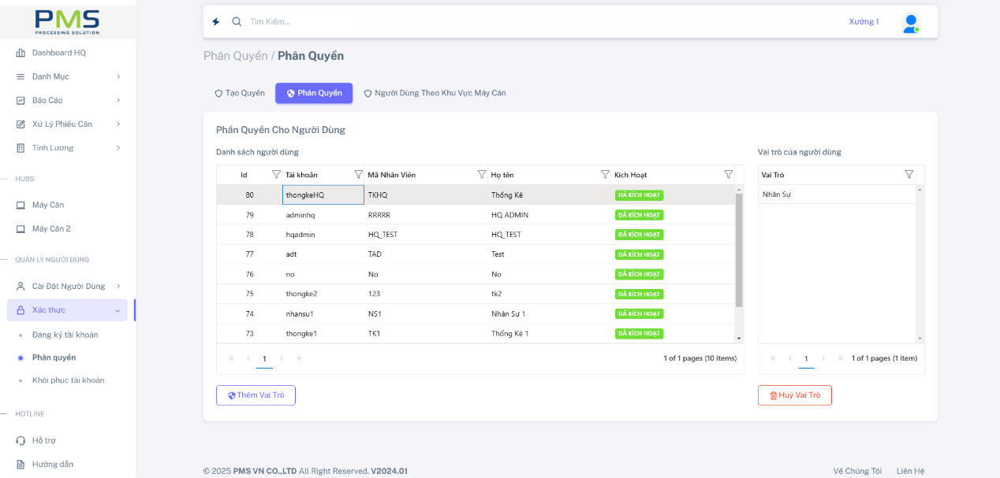 PMS
PROCESSING SOLUTION
Dashboard HQ
Danh Mục
Báo Cáo
Xử Lý Phiếu Cân
Tính Lương
HUBS
Máy Cân
Máy Cân 2
QUẢN LÝ NGƯỜI DÙNG
Cài Đặt Người Dùng
Xác thực
Đăng ký tài khoản
Phân quyền
Khôi phục tài khoản
HOTLINE
Hỗ trợ
Hướng dẫn
Tìm Kiếm...
Xưởng 1
Phân Quyền / Phân Quyền
Tạo Quyền
Phân Quyền
Người Dùng Theo Khu Vực Máy Cân
Phần Quyền Cho Người Dùng
Danh sách người dùng
Id Tài khoản Mã Nhân Viên Họ tên Kích Hoạt
80 thongkeHQ TKHQ Thống Kê ĐÃ KÍCH HOẠT
79 adminhq RRRRR HQ ADMIN ĐÃ KÍCH HOẠT
78 hqadmin HQ_TEST HQ_TEST ĐÃ KÍCH HOẠT
77 adt TAD Test ĐÃ KÍCH HOẠT
76 no No No ĐÃ KÍCH HOẠT
75 thongke2 123 tk2 ĐÃ KÍCH HOẠT
74 nhansu1 NS1 Nhân Sự 1 ĐÃ KÍCH HOẠT
73 thongke1 TK1 Thống Kê 1 ĐÃ KÍCH HOẠT
1
1 of 1 pages (10 items)
Thêm Vai Trò
Vai trò của người dùng
Vai Trò
Nhân Sự
1
1 of 1 pages (1 item)
Huỷ Vai Trò
© 2025 PMS VN CO.,LTD All Right Reserved. V2024.01
Về Chúng Tôi
Liên Hệ